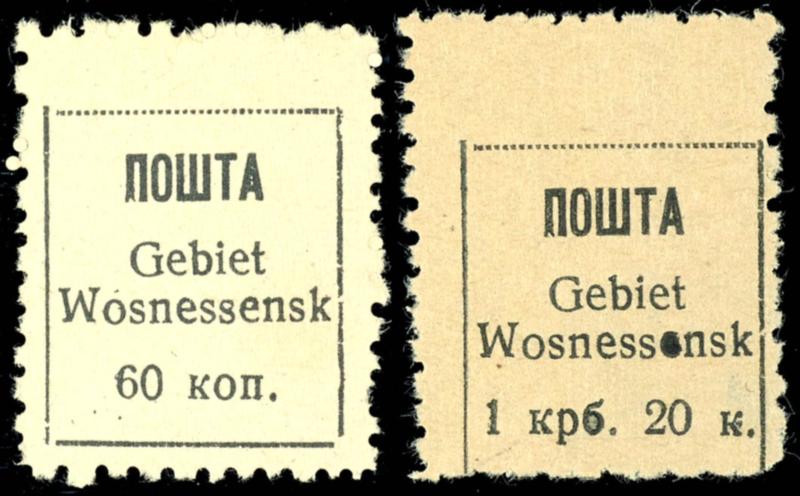 ПОШТА
Gebiet
Wosnessensk
60 коп.
ПОШТА
Gebiet
Wosnessensk
1 крб. 20 к.